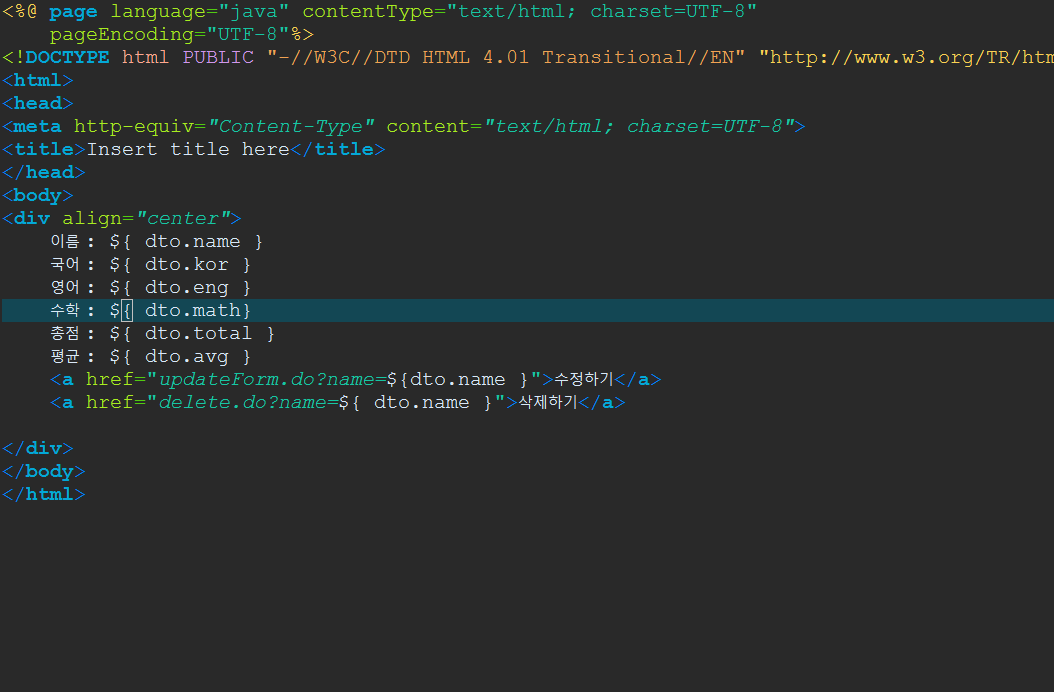 <%@ page language="java" contentType="text/html; charset=UTF-8"
    pageEncoding="UTF-8"%>
<!DOCTYPE html PUBLIC "-//W3C//DTD HTML 4.01 Transitional//EN" "http://www.w3.org/TR/htm
<html>
<head>
<meta http-equiv="Content-Type" content="text/html; charset=UTF-8">
<title>Insert title here</title>
</head>
<body>
<div align="center">
    이름 : ${ dto.name }
    국어 : ${ dto.kor }
    영어 : ${ dto.eng }
    수학 : ${ dto.math}
    총점 : ${ dto.total }
    평균 : ${ dto.avg }
    <a href="updateForm.do?name=${dto.name }">수정하기</a>
    <a href="delete.do?name=${ dto.name }">삭제하기</a>
</div>
</body>
</html>